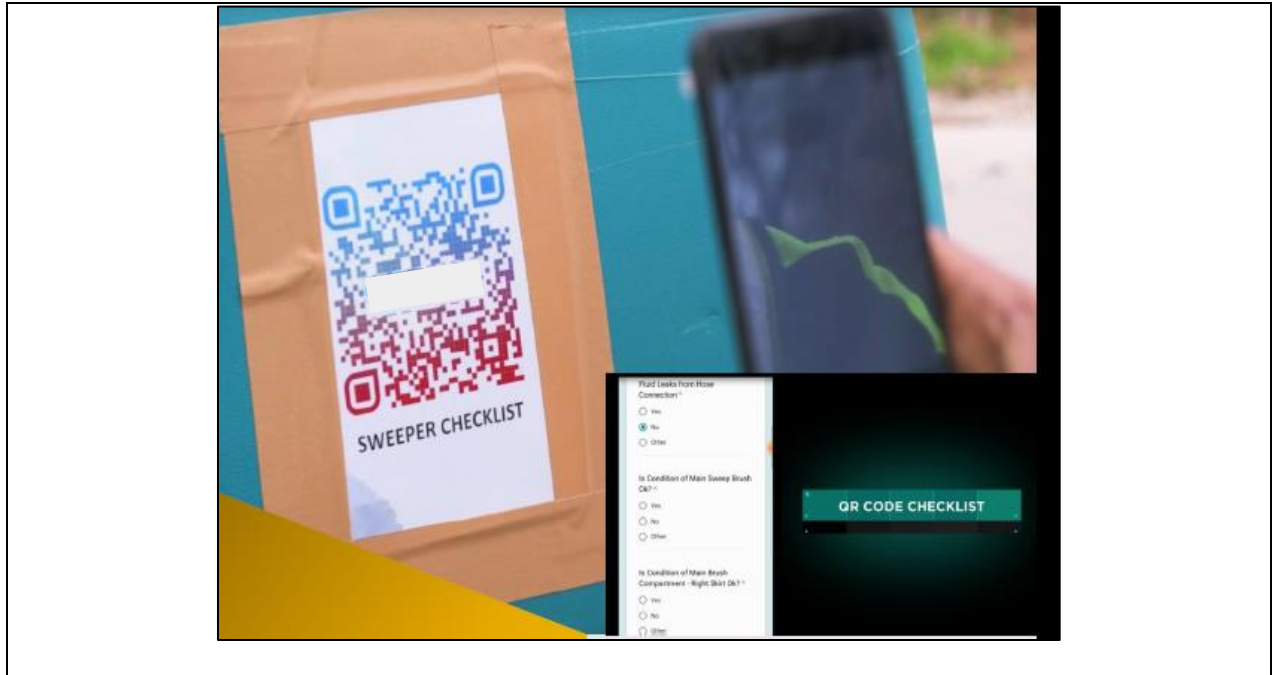 SWEEPER CHECKLIST
Fluid Leaks from Hose
Connection *
Yes
No
Other
Is Condition of Main Sweep Brush
Ok? *
Yes
No
Other
Is Condition of Main Brush
Compartment - Right Skirt Ok? *
Yes
No
Other
QR CODE CHECKLIST